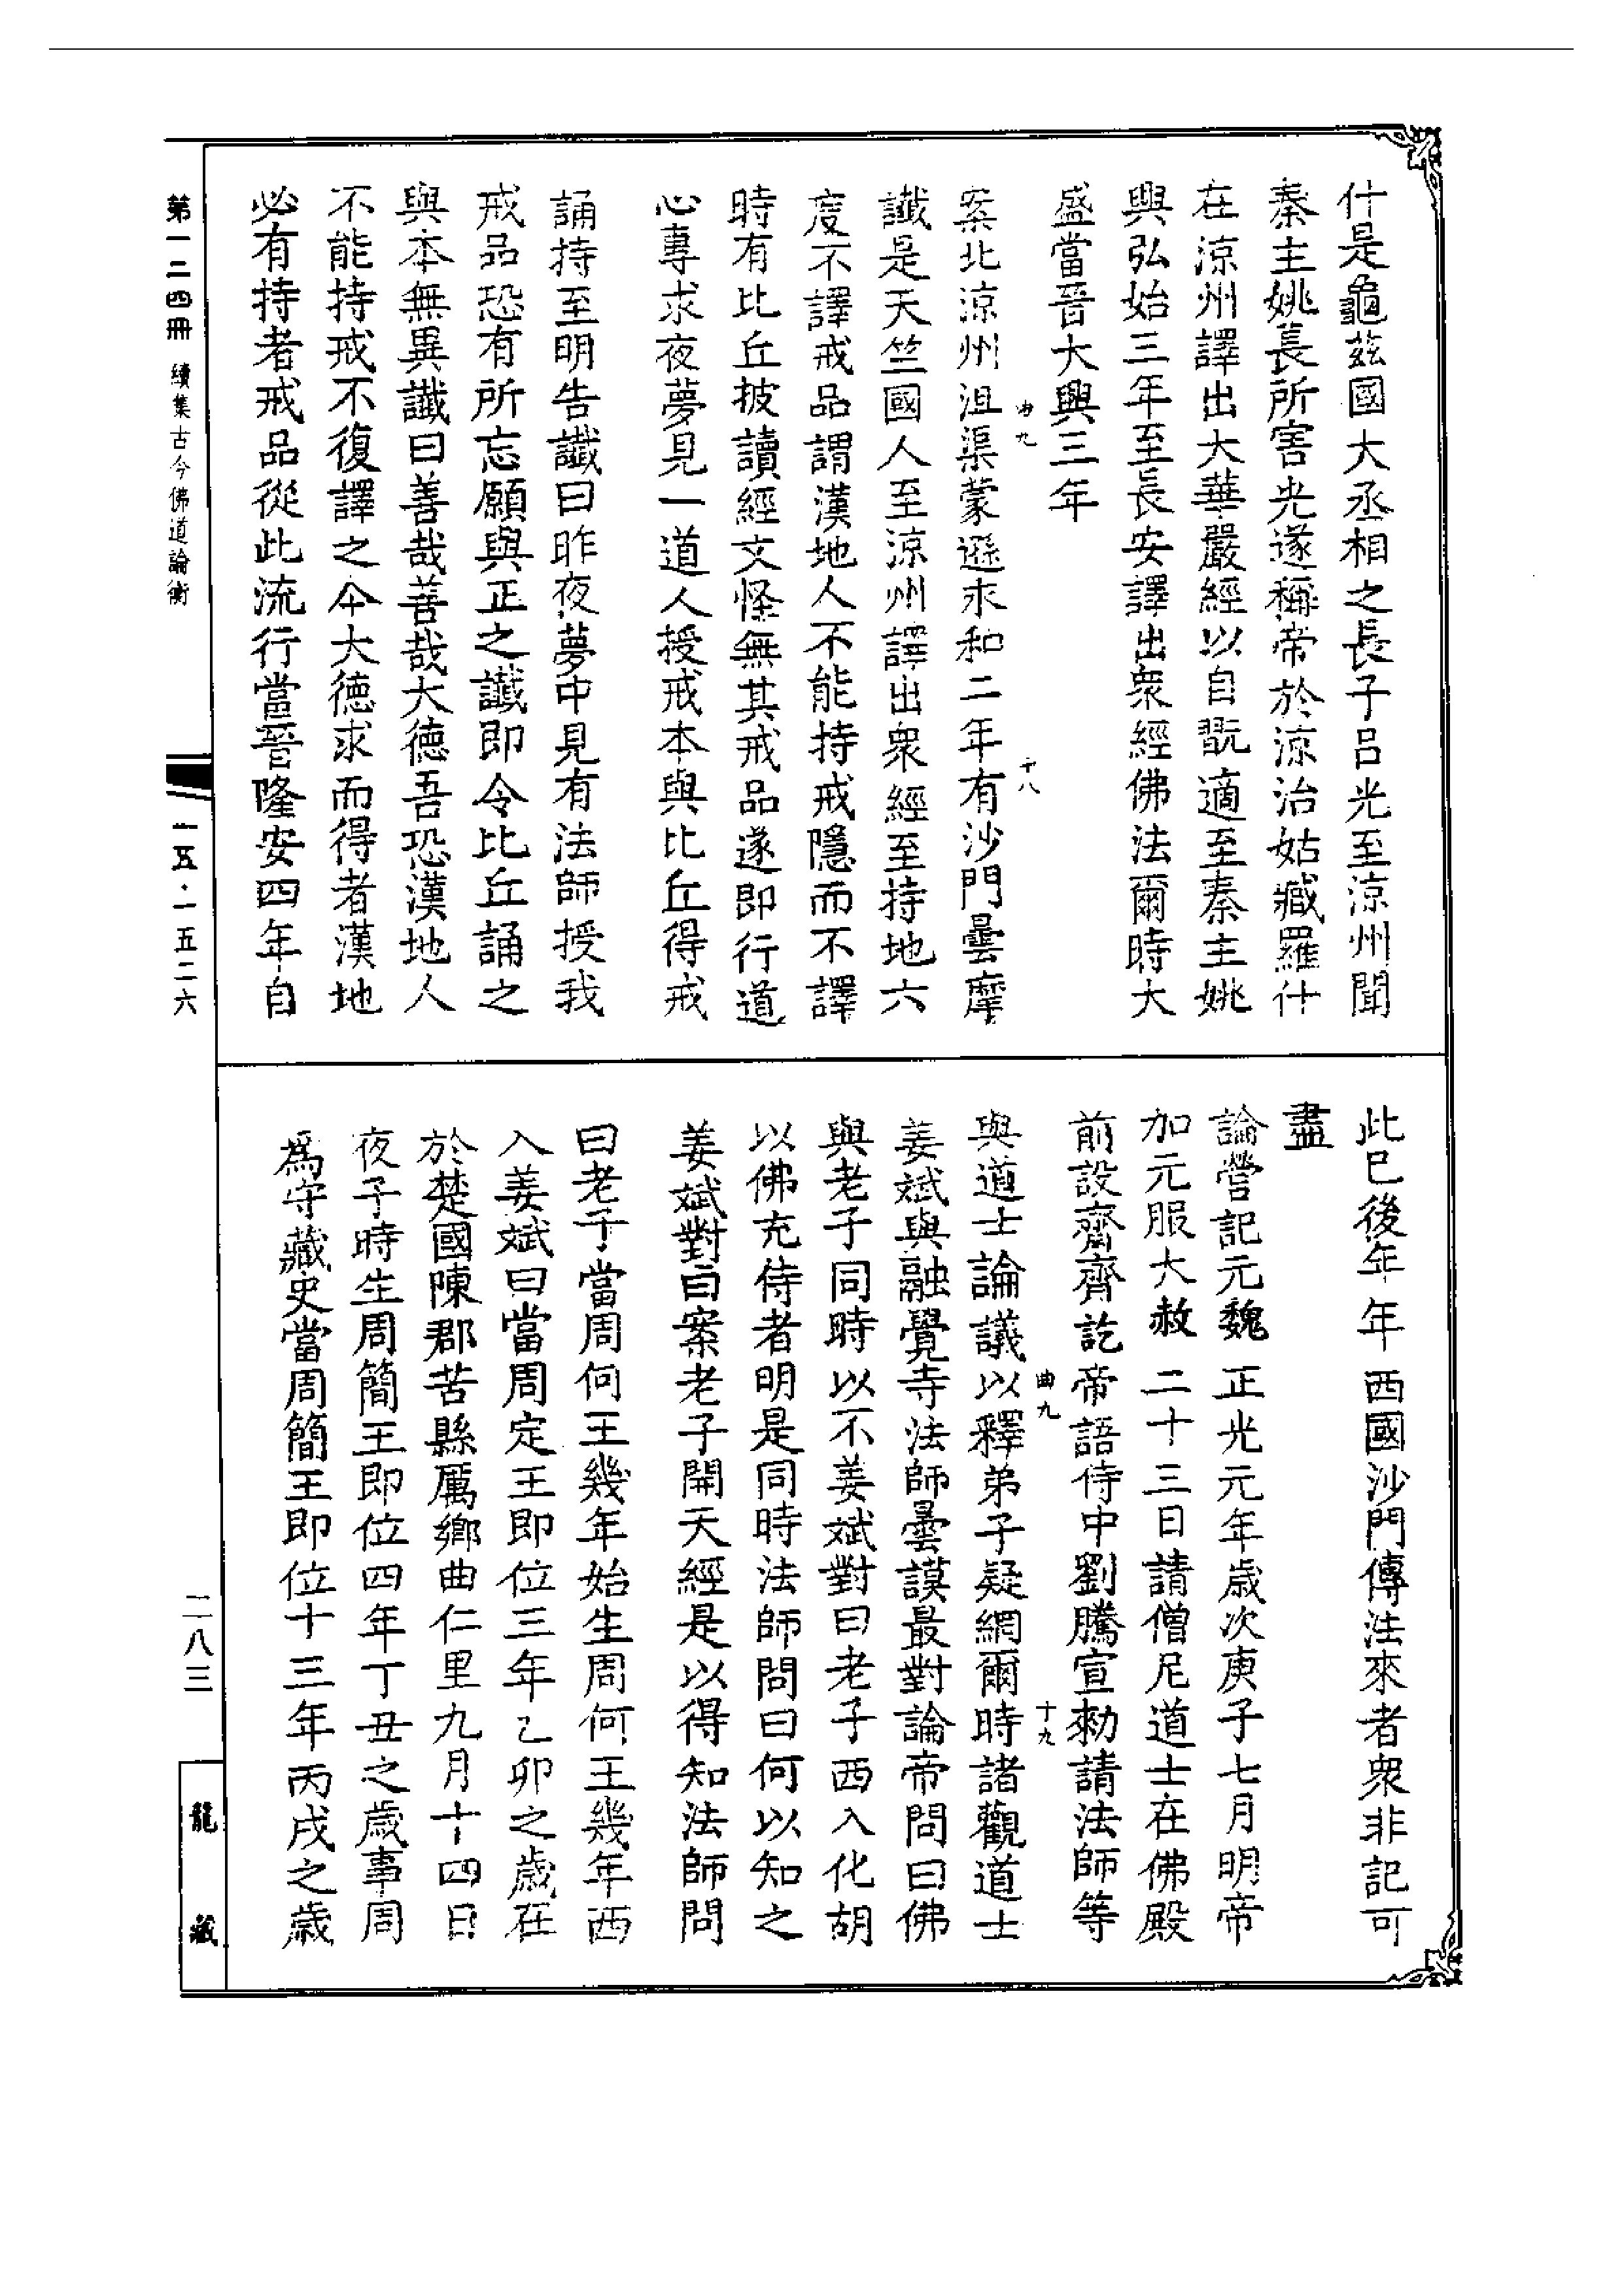 什是龜茲國大丞相之長子呂光至涼州聞
秦主姚萇所害光遂稱帝於涼治姑臧羅什
在涼州譯出大華嚴經以自翫適至秦主姚
興弘始三年至長安譯出衆經佛法爾時大
盛當晉大興三年
曲九
十八
案北涼州沮渠蒙遜永和二年有沙門曇摩
讖是天竺國人至涼州譯出衆經至持地六
度不譯戒品謂漢地人不能持戒隱而不譯
時有比丘披讀經文怪無其戒品遂即行道
心專求夜夢見一道人授戒本與比丘得戒
誦持至明告讖曰昨夜夢中見有法師授我
戒品恐有所忘願與正之讖即令比丘誦之
與本無異讖曰善哉善哉大德吾恐漢地人
不能持戒不復譯之今大德求而得者漢地
必有持者戒品從此流行當晉隆安四年自
此已後年年西國沙門傳法來者衆非記可
盡
論營記元魏正光元年歲次庚子七月明帝
加元服大赦二十三日請僧尼道士在佛殿
前設齋齋訖帝語侍中劉騰宣勑請法師等
曲九
十九
與道士論議以釋弟子疑網爾時諸觀道士
姜斌與融覺寺法師曇謨最對論帝問曰佛
與老子同時以不姜斌對曰老子西入化胡
以佛充侍者明是同時法師問曰何以知之
姜斌對曰案老子開天經是以得知法師問
曰老子當周何王幾年始生周何王幾年西
入姜斌曰當周定王即位三年乙卯之歲在
於楚國陳郡苦縣厲鄉曲仁里九月十四日
夜子時生周簡王即位四年丁丑之歲事周
爲守藏史當周簡王即位十三年丙戌之歲
第一二四冊 續集古今佛道論衡
一五·一五二六
二八三
龍藏